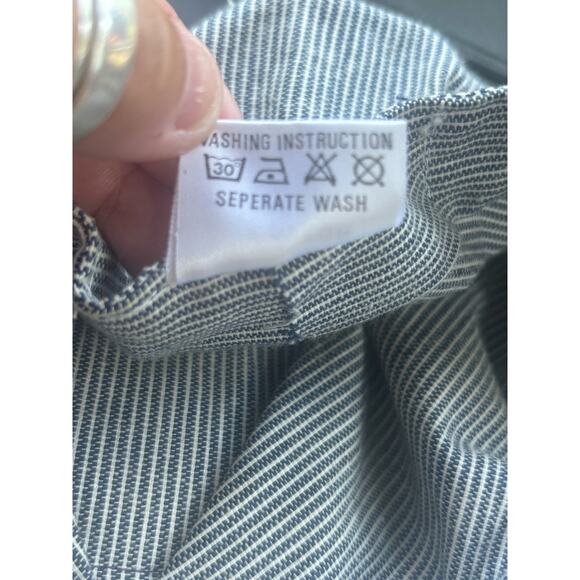 WASHING INSTRUCTION
30°
SEPERATE WASH